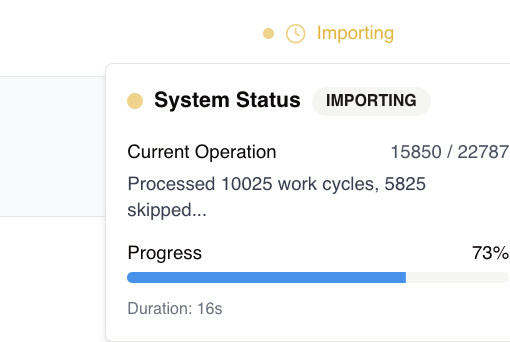 Importing
System Status IMPORTING
Current Operation 15850 / 22787
Processed 10025 work cycles, 5825
skipped...
Progress 73%
Duration: 16s